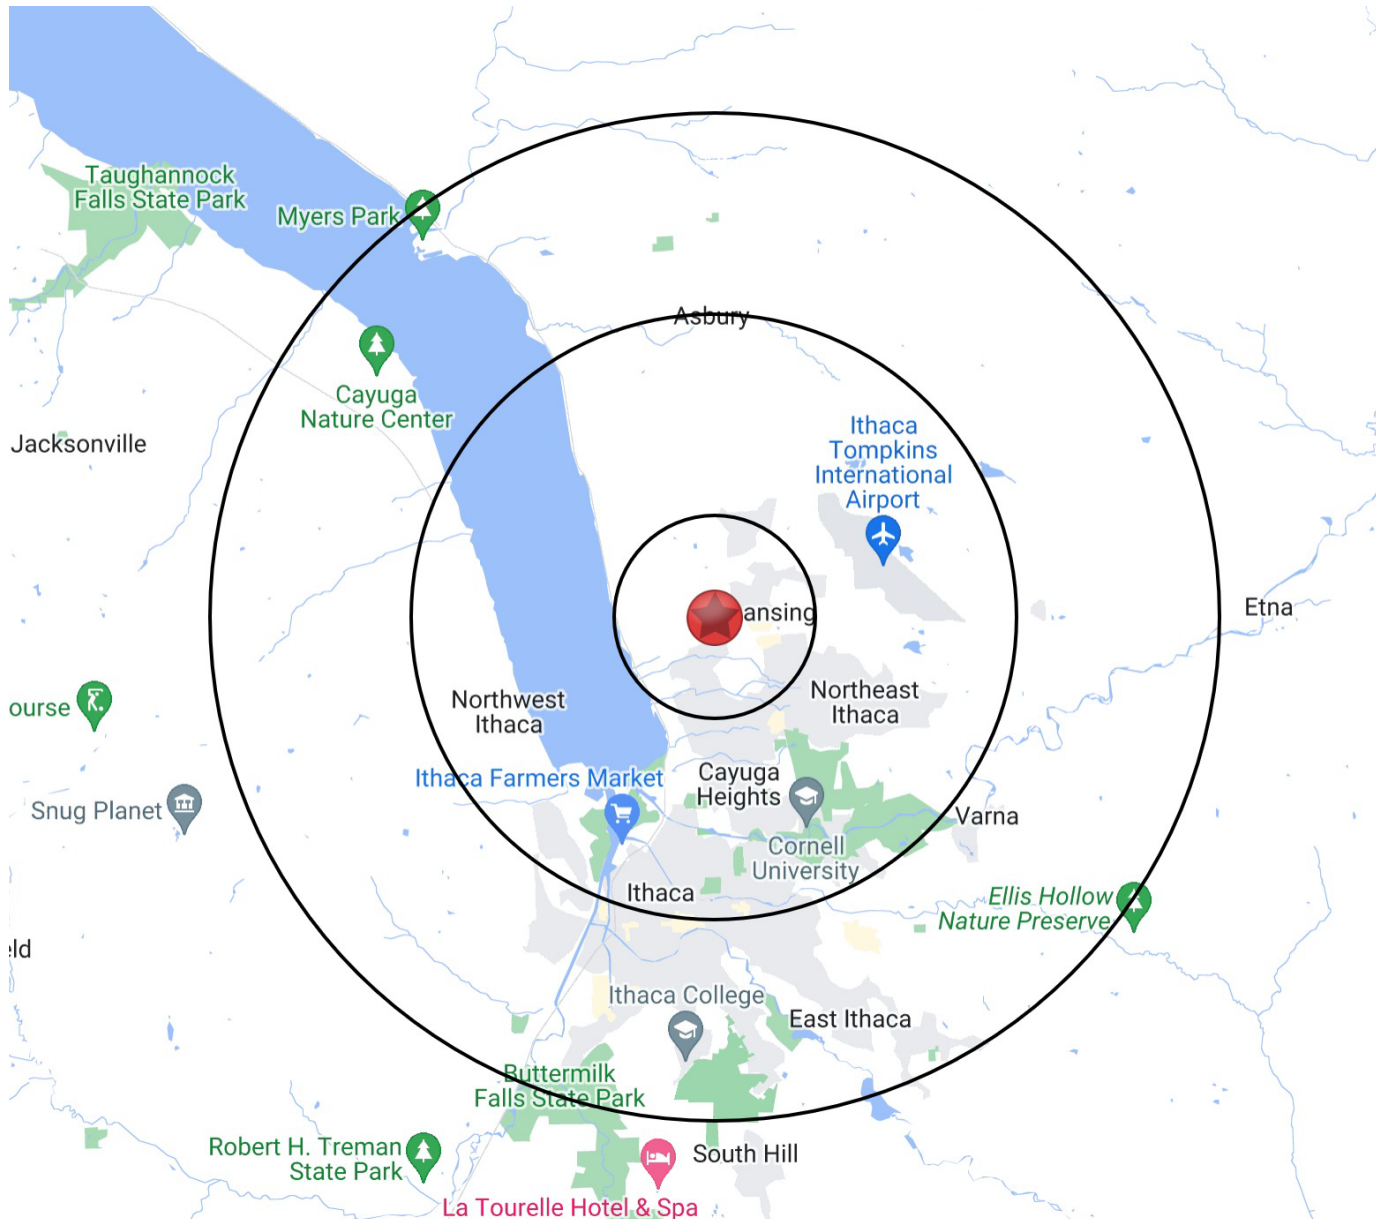 Taughannock
Falls State Park
Myers Park
Asbury
Cayuga
Nature Center
Jacksonville
Ithaca
Tompkins
International
Airport
ansing
Etna
Northwest
Ithaca
Northeast
Ithaca
ourse
Ithaca Farmers Market
Cayuga
Heights
Snug Planet
Varna
Cornell
University
Ithaca
Ellis Hollow
Nature Preserve
eld
Ithaca College
East Ithaca
Buttermilk
Falls State Park
Robert H. Treman
State Park
South Hill
La Tourelle Hotel & Spa